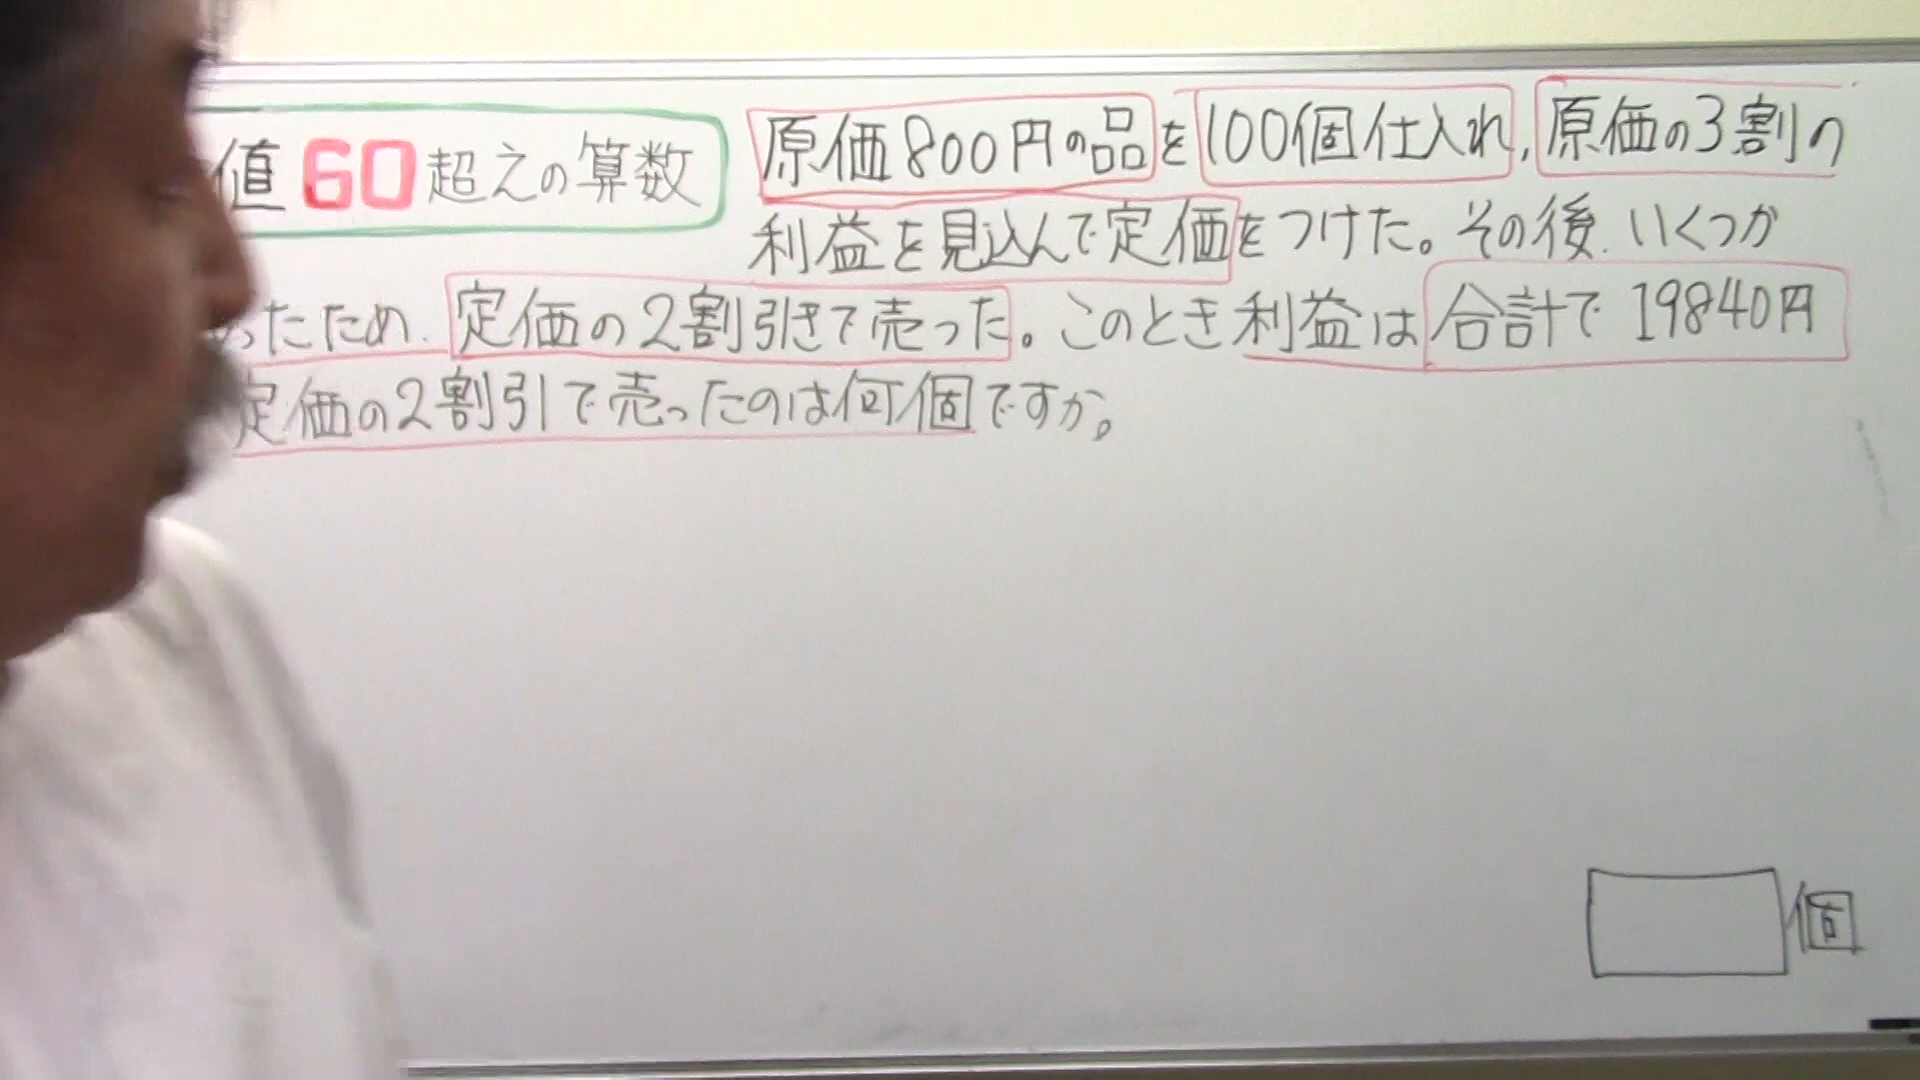 値60超えの算数
原価800円の品を100個仕入れ,原価の3割の
利益を見込んで定価をつけた。その後、いくつか
ったため、定価の2割引きで売った。このとき利益は合計で19840円
定価の2割引で売ったのは何個ですか。
個